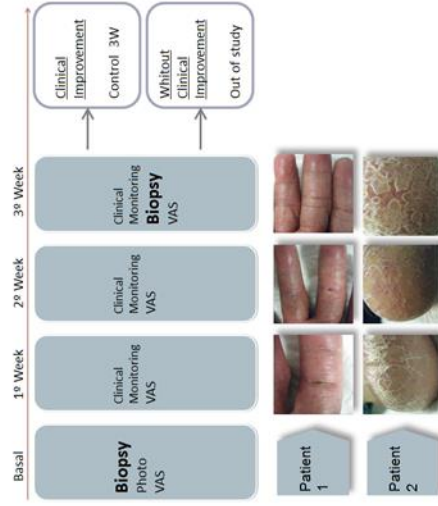 Basal
1º Week
2º Week
3º Week
Biopsy
Photo
VAS
Clinical
Monitoring
VAS
Clinical
Monitoring
VAS
Clinical
Monitoring
Biopsy
VAS
Clinical
Improvement
Control 3W
Whitout
Clinical
Improvement
Out of study
Patient
1
Patient
2